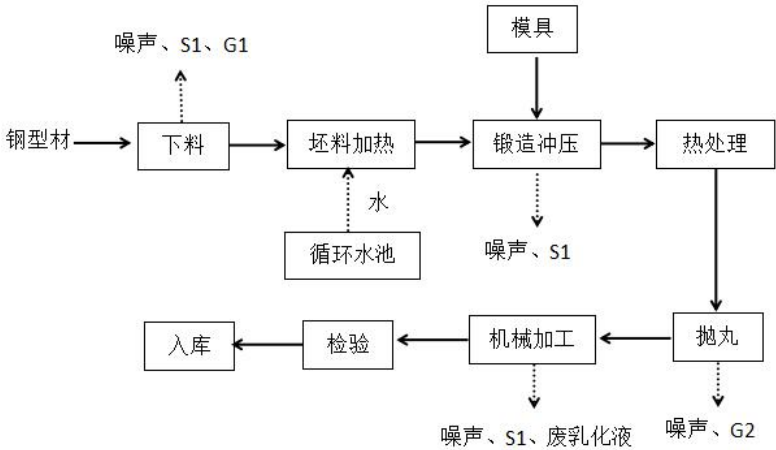 模具
噪声、S1、G1
钢型材
下料
坯料加热
锻造冲压
热处理
水
循环水池
噪声、S1
入库
检验
机械加工
抛丸
噪声、S1、废乳化液
噪声、G2